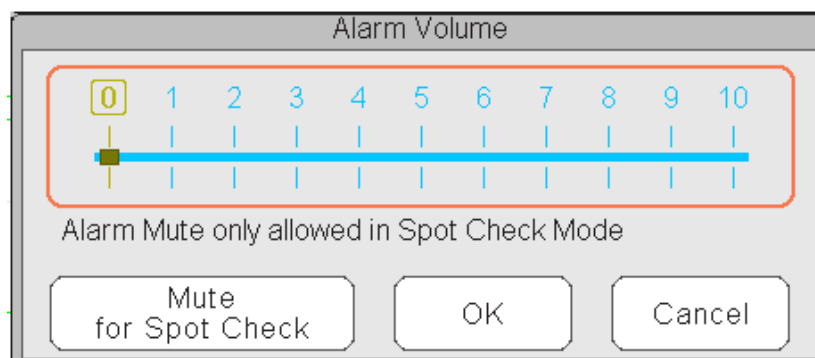 Alarm Volume
0 1 2 3 4 5 6 7 8 9 10
Alarm Mute only allowed in Spot Check Mode
Mute
for Spot Check
OK
Cancel